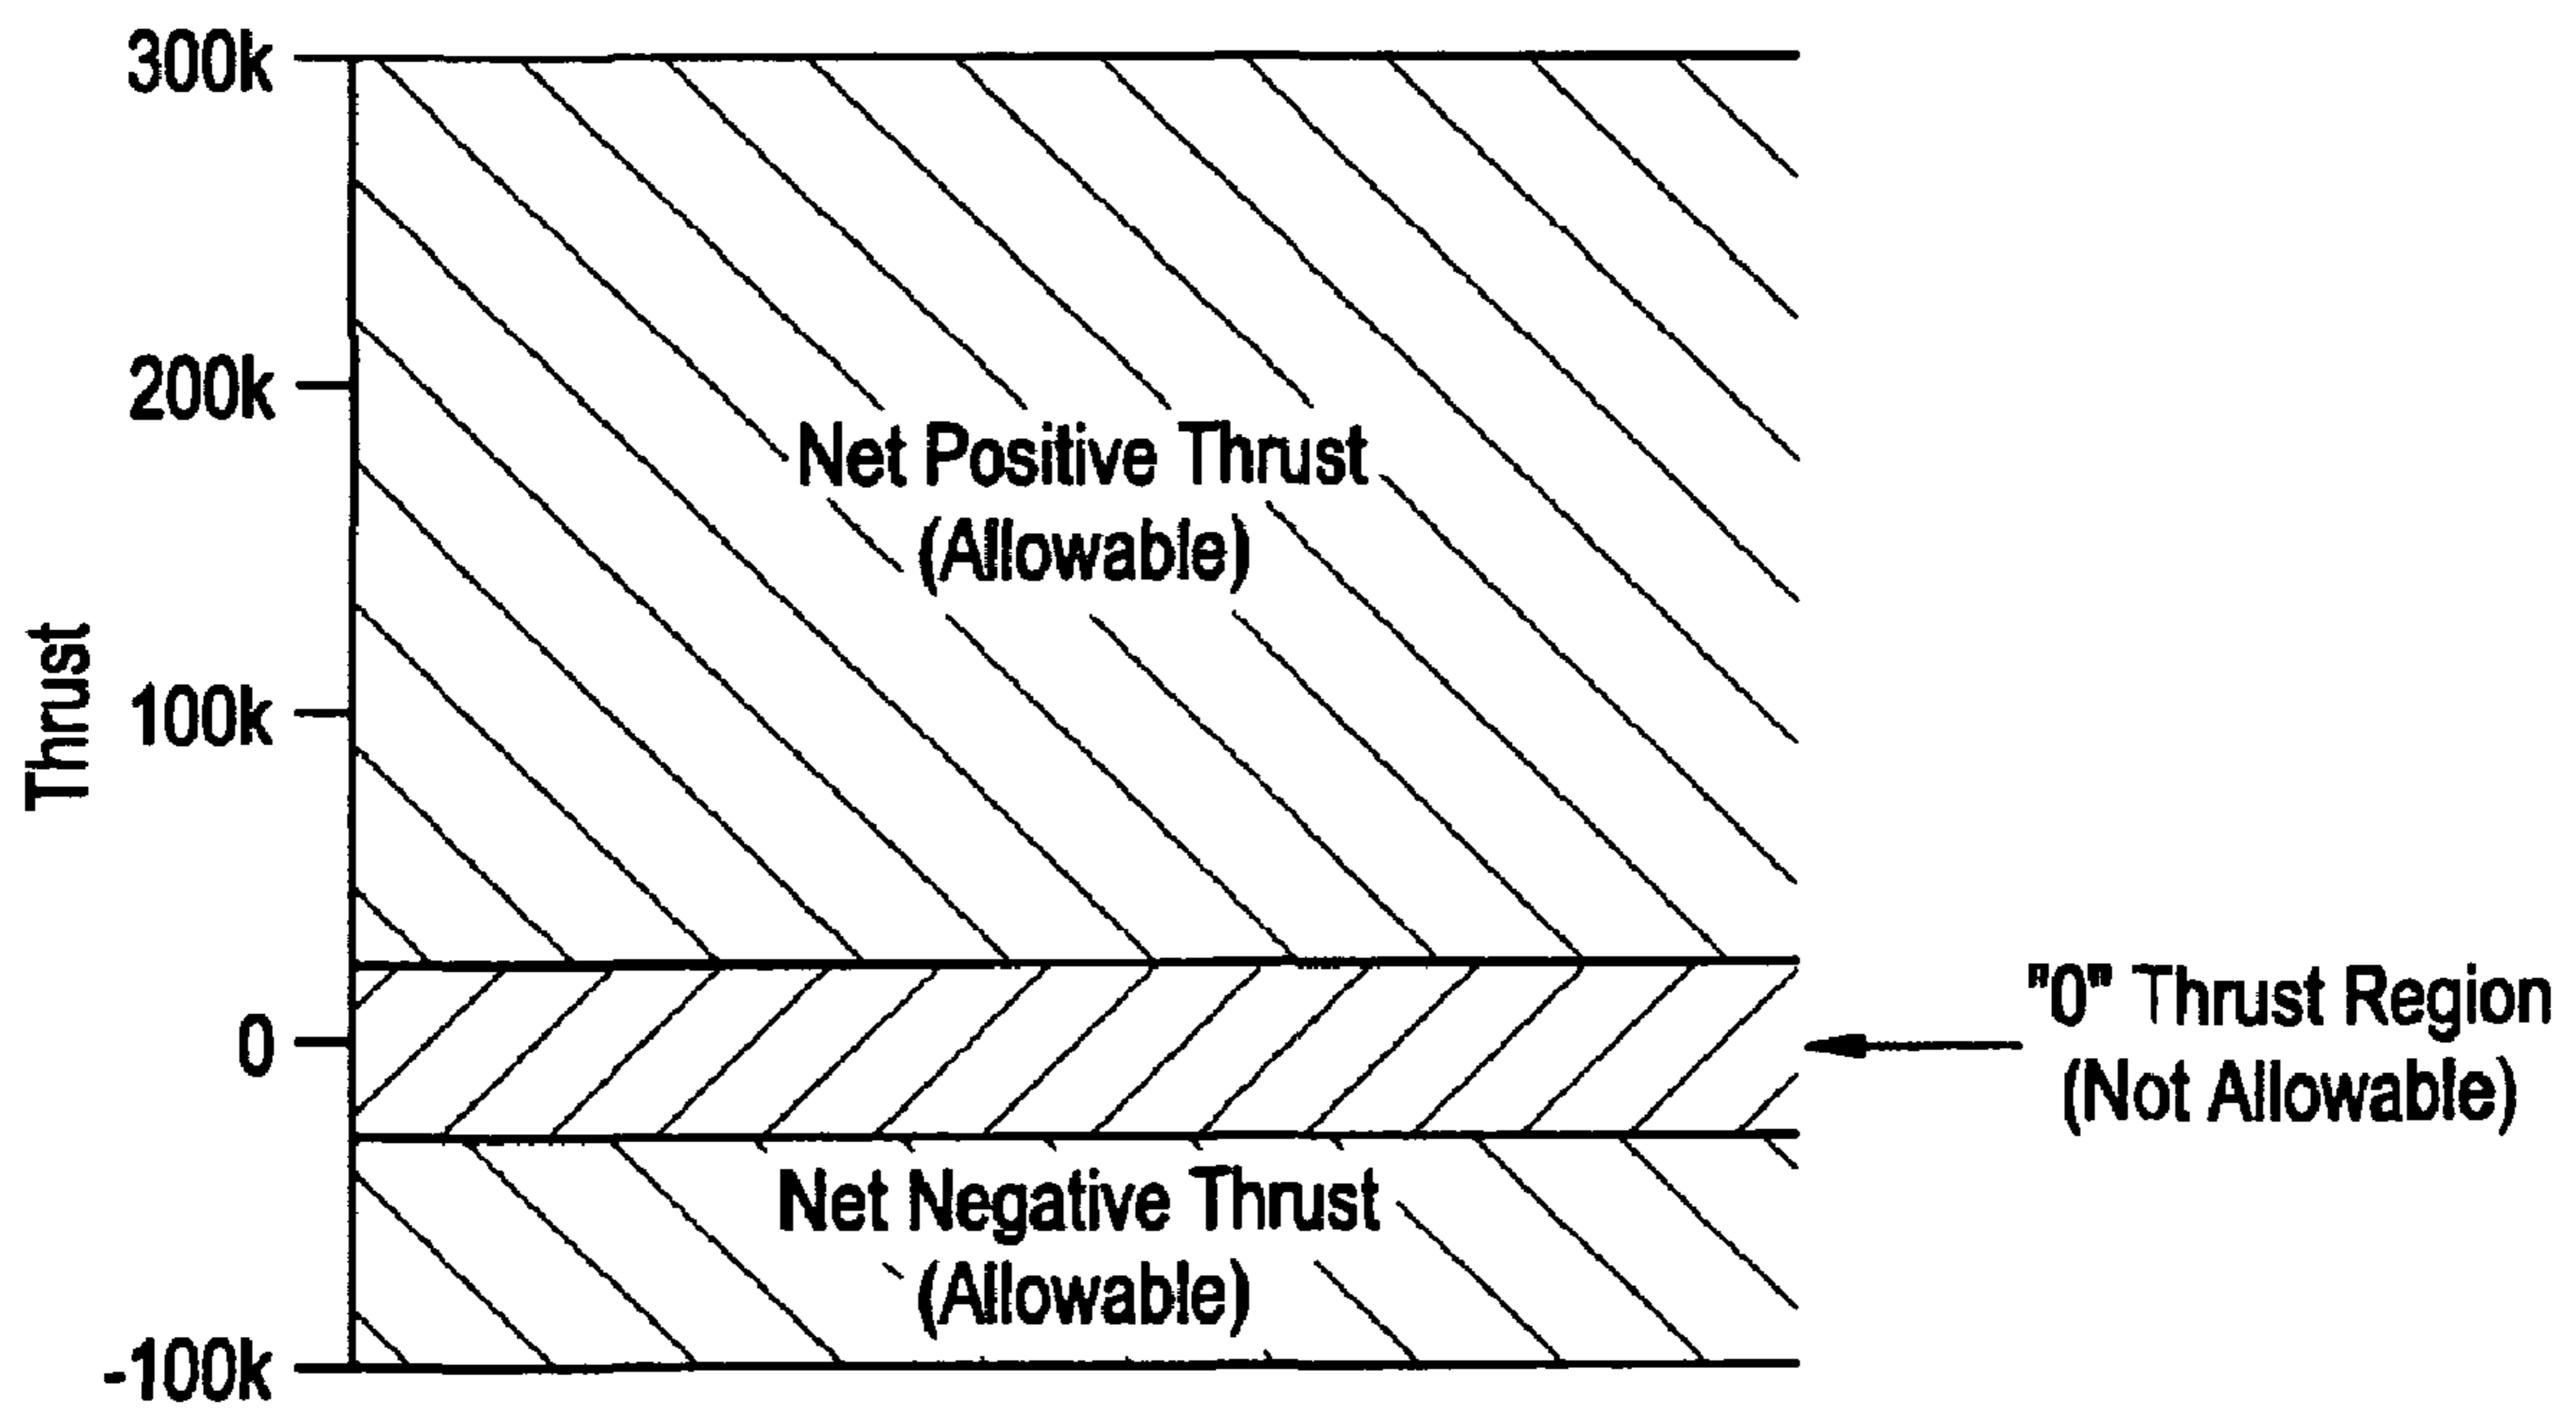 300k
200k
100k
0
-100k
Thrust
Net Positive Thrust
(Allowable)
"0" Thrust Region
(Not Allowable)
Net Negative Thrust
(Allowable)